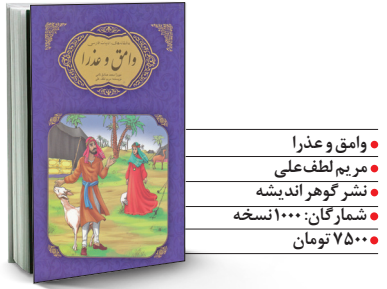 وامق و عذرا
وامق و عذرا
مریم لطف‌علی
نشر گوهر اندیشه
شمارگان: ۱۰۰۰ نسخه
۷۵۰۰ تومان